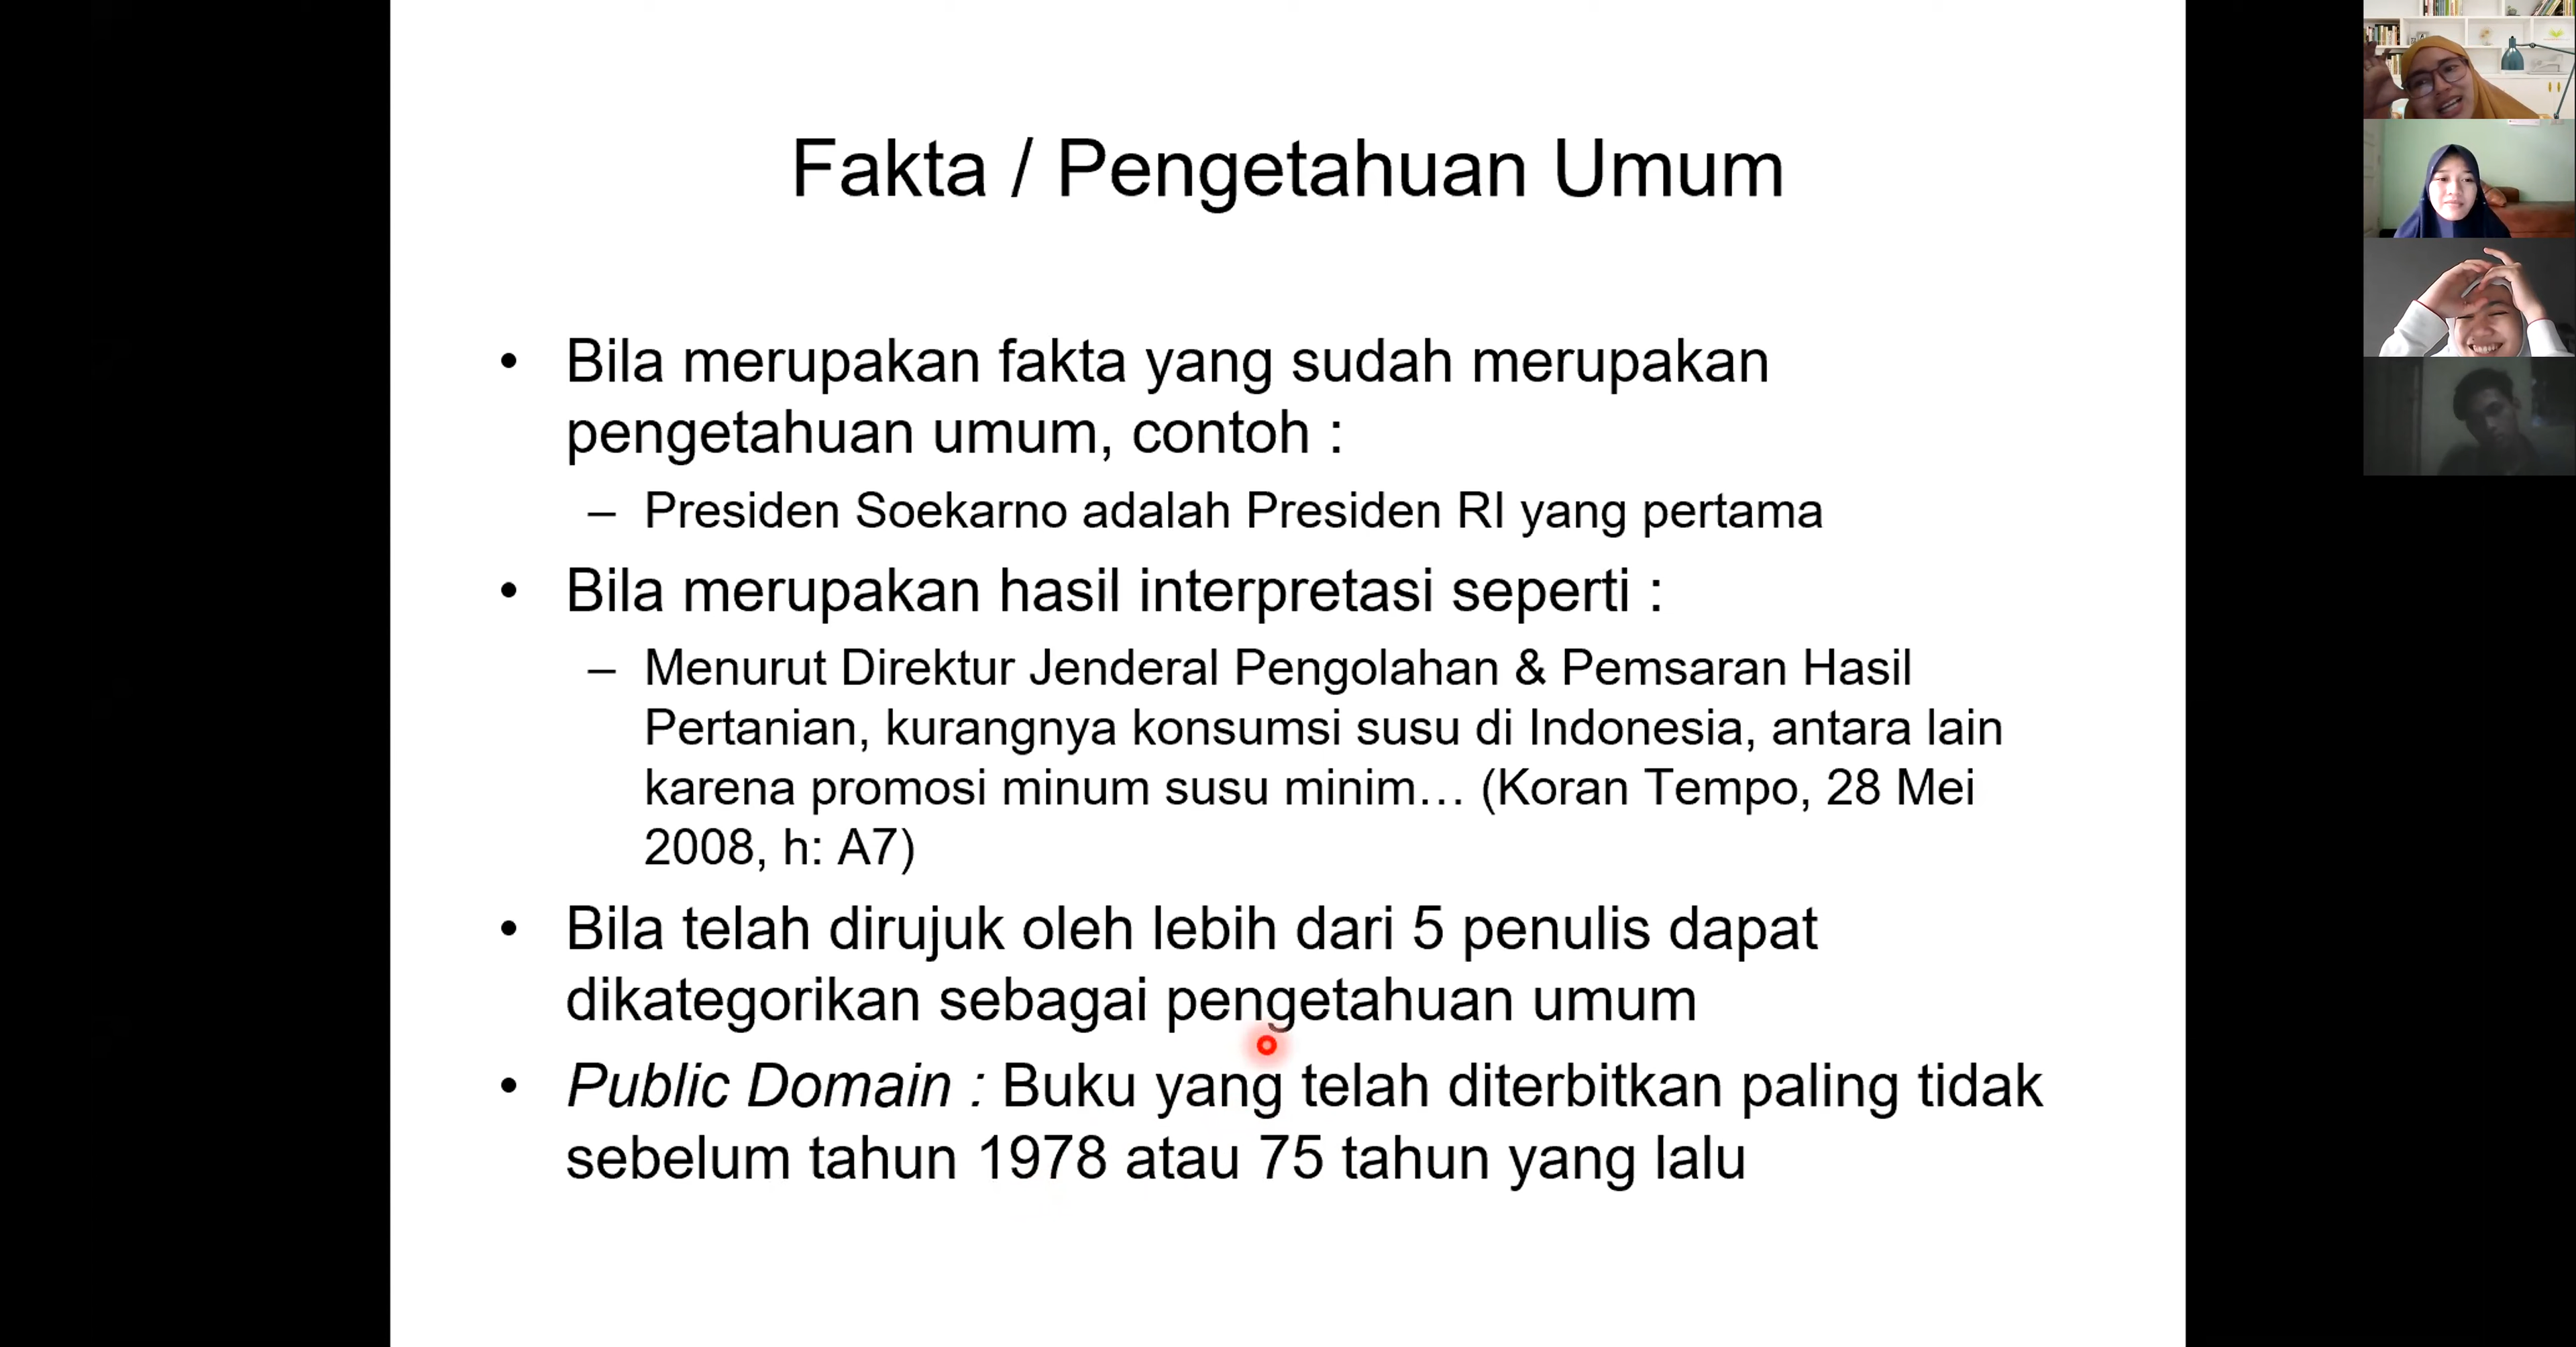 Fakta / Pengetahuan Umum
• Bila merupakan fakta yang sudah merupakan
pengetahuan umum, contoh :
– Presiden Soekarno adalah Presiden RI yang pertama
• Bila merupakan hasil interpretasi seperti :
– Menurut Direktur Jenderal Pengolahan & Pemsaran Hasil
Pertanian, kurangnya konsumsi susu di Indonesia, antara lain
karena promosi minum susu minim… (Koran Tempo, 28 Mei
2008, h: A7)
• Bila telah dirujuk oleh lebih dari 5 penulis dapat
dikategorikan sebagai pengetahuan umum
• Public Domain : Buku yang telah diterbitkan paling tidak
sebelum tahun 1978 atau 75 tahun yang lalu